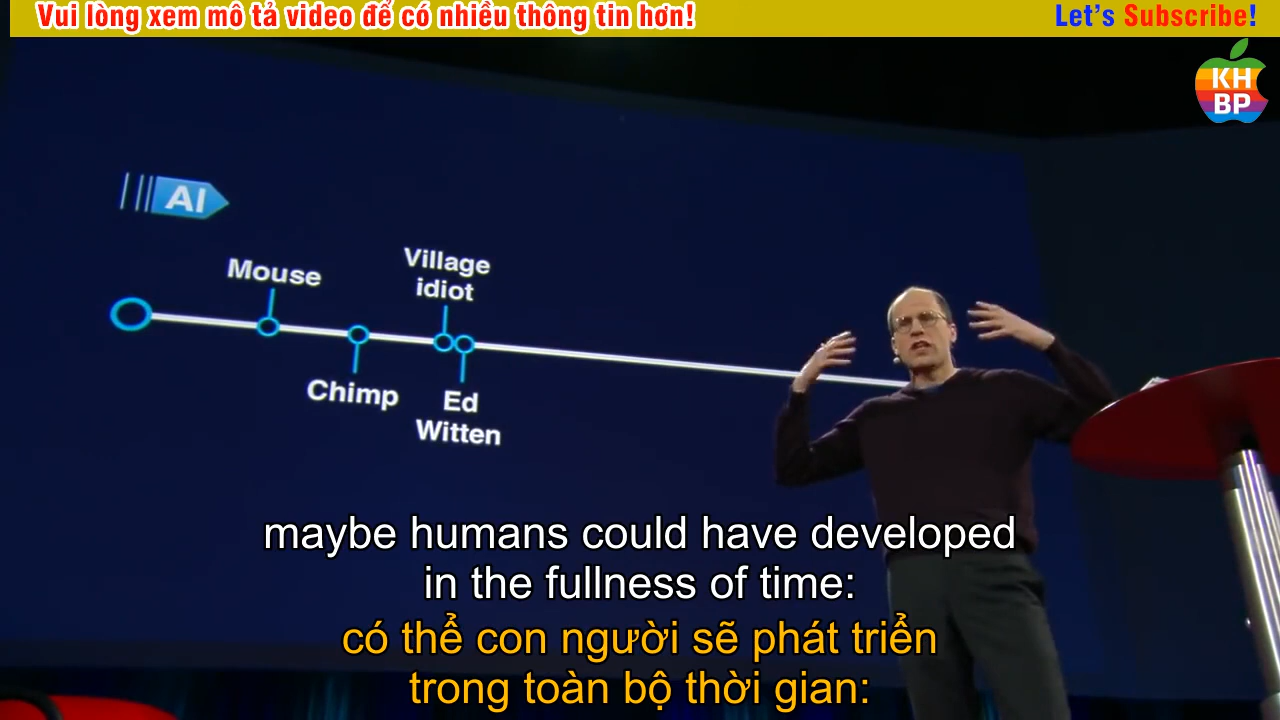 Vui lòng xem mô tả video để có nhiều thông tin hơn!
Let's Subscribe!
KH
BP
AI
Mouse
Village
idiot
Chimp
Ed
Witten
maybe humans could have developed
in the fullness of time:
có thể con người sẽ phát triển
trong toàn bộ thời gian: